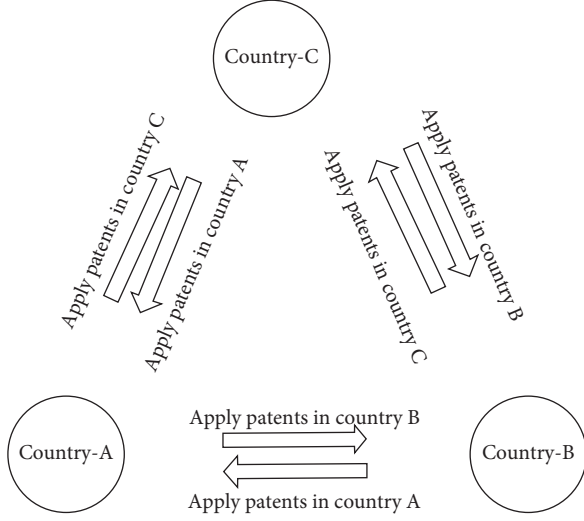 Country-C
Apply patents in country C
Apply patents in country A
Apply patents in country C
Apply patents in country B
Country-A
Apply patents in country B
Apply patents in country A
Country-B